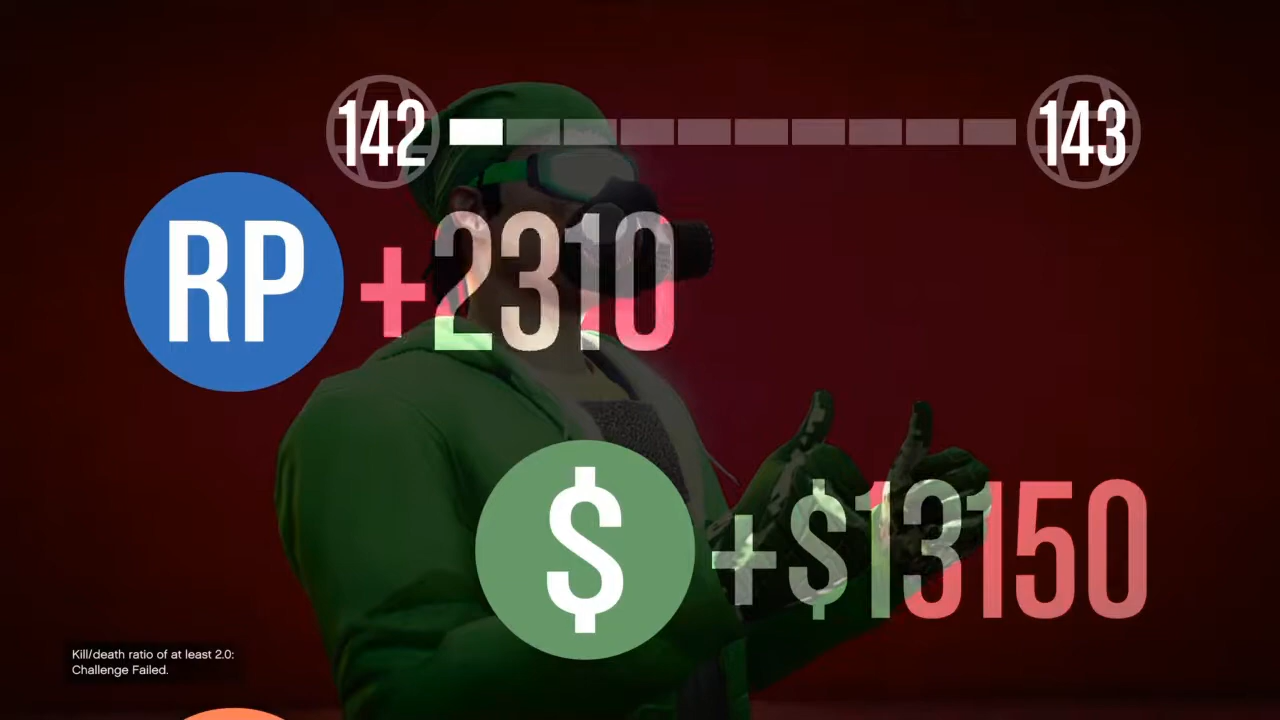 142 143
RP +2310
$ +$13150
Kill/death ratio of at least 2.0:
Challenge Failed.